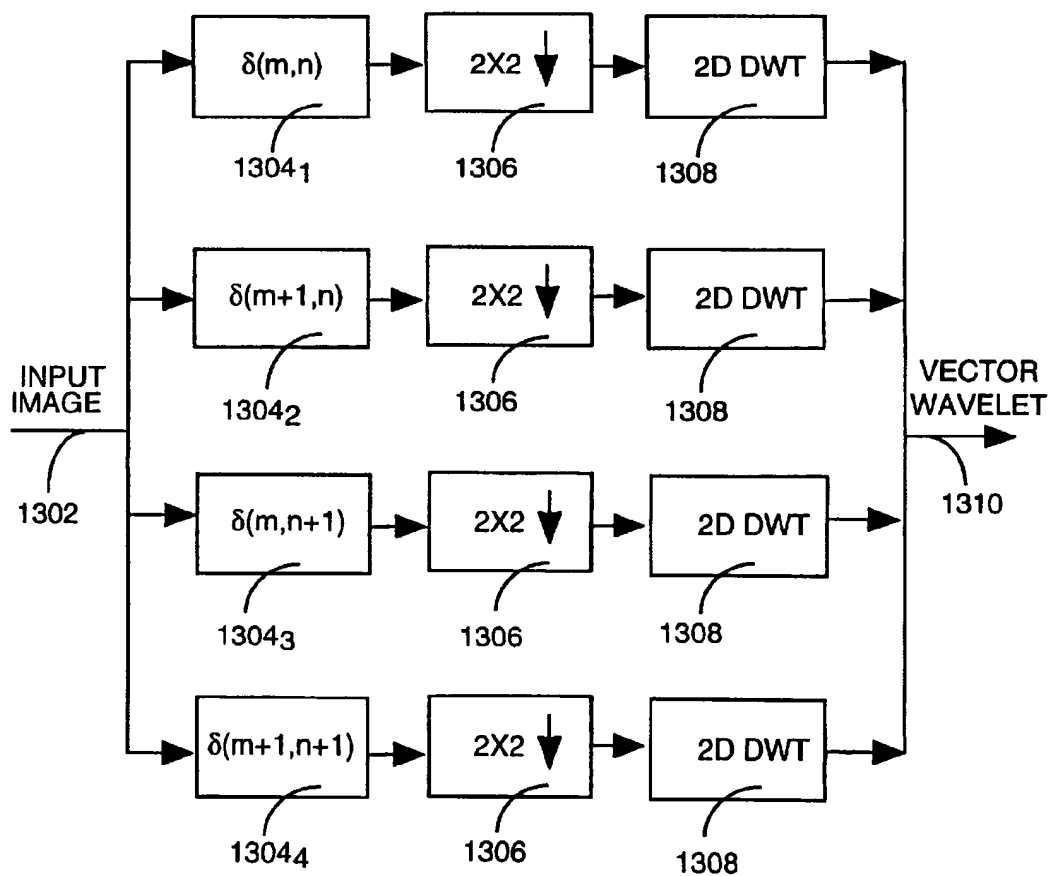 δ(m,n)
2X2
2D DWT
1304₁
1306
1308
δ(m+1,n)
2X2
2D DWT
1304₂
1306
1308
INPUT
IMAGE
1302
VECTOR
WAVELET
1310
δ(m,n+1)
2X2
2D DWT
1304₃
1306
1308
δ(m+1,n+1)
2X2
2D DWT
1304₄
1306
1308